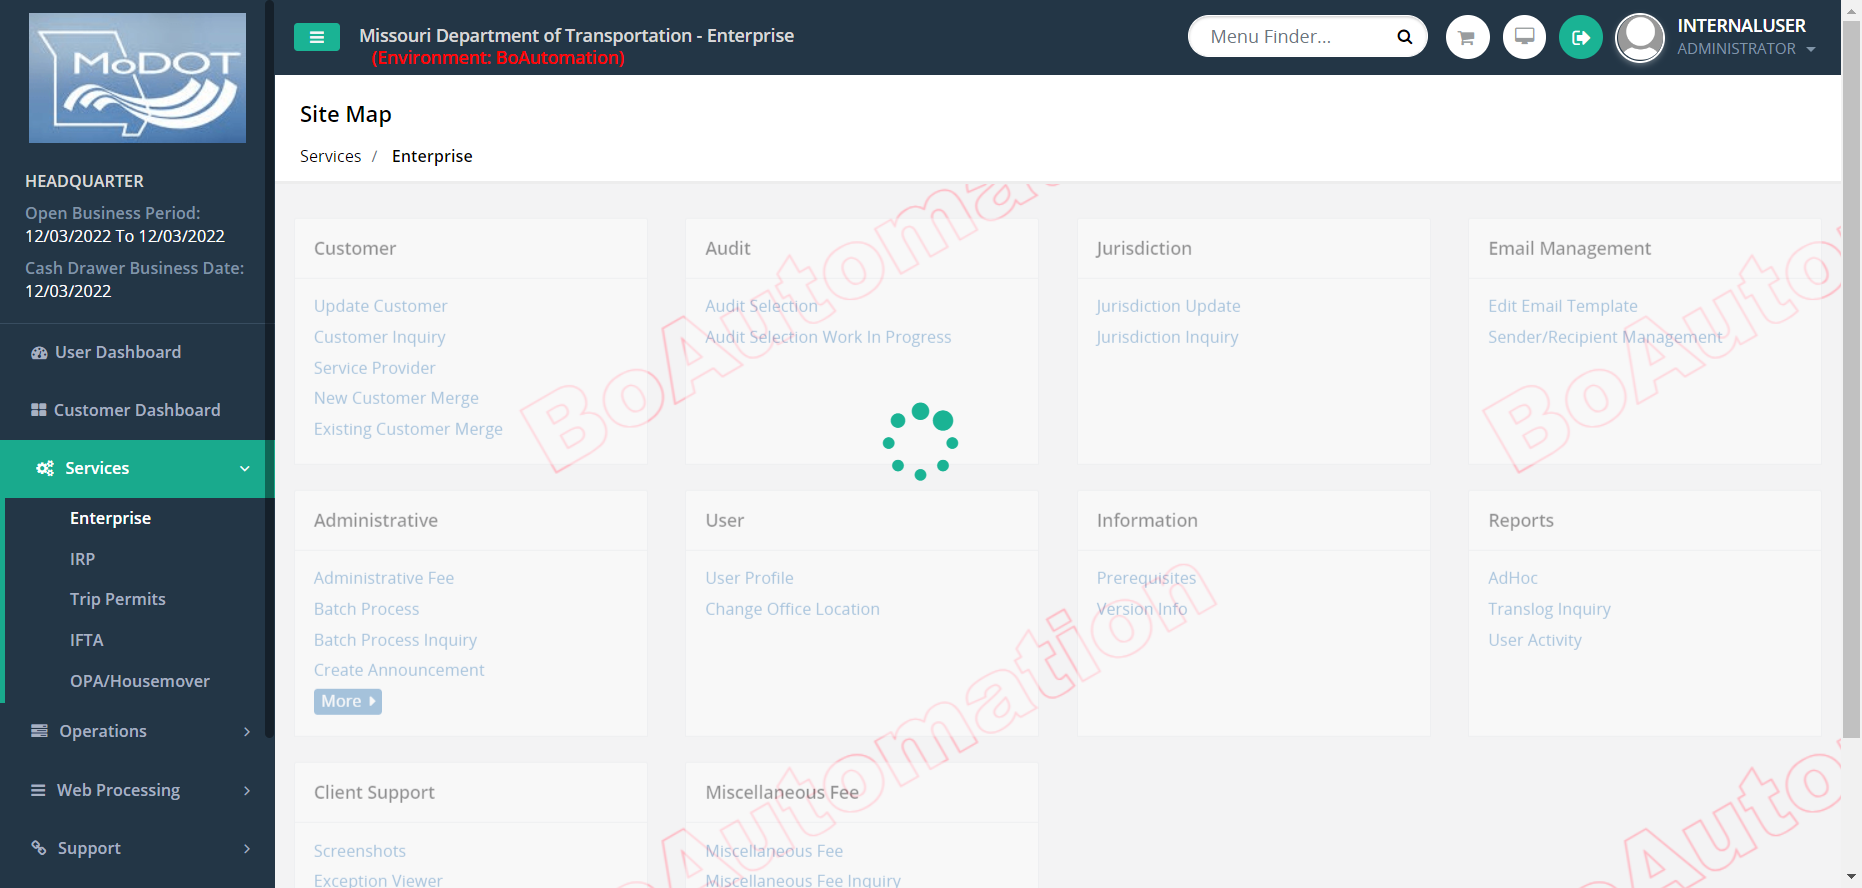 MoDOT
HEADQUARTER
Open Business Period:
12/03/2022 To 12/03/2022
Cash Drawer Business Date:
12/03/2022
User Dashboard
Customer Dashboard
Services
Enterprise
IRP
Trip Permits
IFTA
OPA/Housemover
Operations
Web Processing
Support
Missouri Department of Transportation - Enterprise
(Environment: BoAutomation)
Menu Finder...
INTERNALUSER
ADMINISTRATOR
Site Map
Services / Enterprise
Customer
Update Customer
Customer Inquiry
Service Provider
New Customer Merge
Existing Customer Merge
Audit
Audit Selection
Audit Selection Work In Progress
Jurisdiction
Jurisdiction Update
Jurisdiction Inquiry
Email Management
Edit Email Template
Sender/Recipient Management
Administrative
Administrative Fee
Batch Process
Batch Process Inquiry
Create Announcement
More
User
User Profile
Change Office Location
Information
Prerequisites
Version Info
Reports
AdHoc
Translog Inquiry
User Activity
Client Support
Screenshots
Exception Viewer
Miscellaneous Fee
Miscellaneous Fee
Miscellaneous Fee Inquiry
BoAutoma
BoAuto
BoAutomation
oAuto